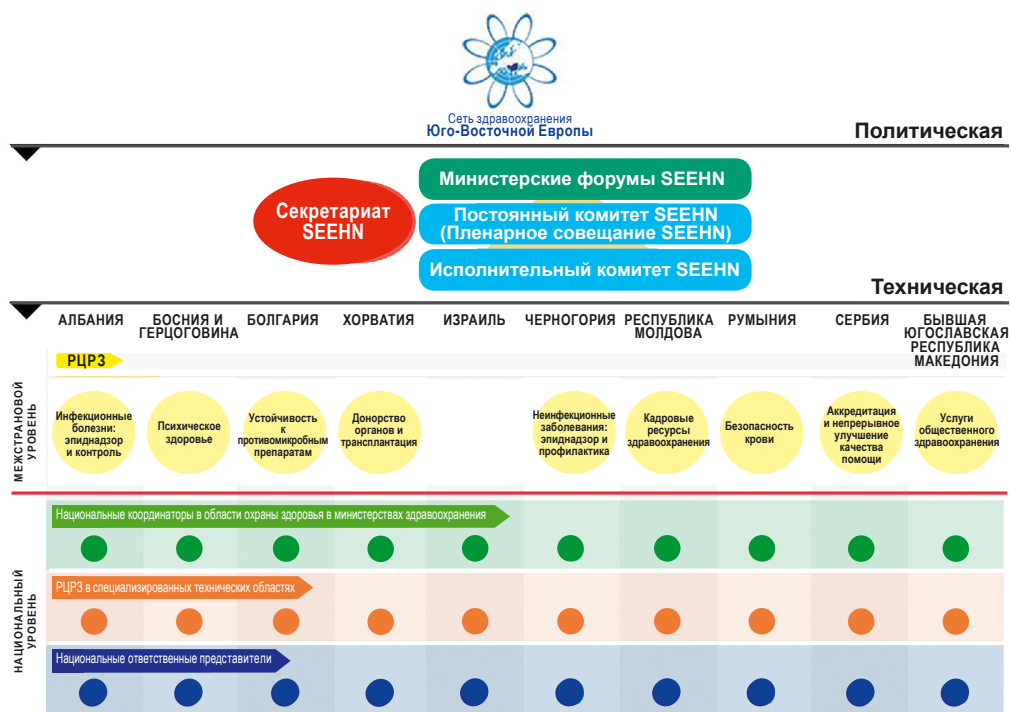 Сеть здравоохранения
Юго-Восточной Европы
Политическая
Министерские форумы SEEHN
Секретариат
SEEHN
Постоянный комитет SEEHN
(Пленарное совещание SEEHN)
Исполнительный комитет SEEHN
Техническая
АЛБАНИЯ
БОСНИЯ И
ГЕРЦОГОВИНА
БОЛГАРИЯ
ХОРВАТИЯ
ИЗРАИЛЬ
ЧЕРНОГОРИЯ
РЕСПУБЛИКА
МОЛДОВА
РУМЫНИЯ
СЕРБИЯ
БЫВШАЯ
ЮГОСЛАВСКАЯ
РЕСПУБЛИКА
МАКЕДОНИЯ
РЦРЗ
МЕЖСТРАНОВОЙ
УРОВЕНЬ
Инфекционные
болезни:
эпиднадзор
и контроль
Психическое
здоровье
Устойчивость
к
противомикробным
препаратам
Донорство
органов и
трансплантация
Неинфекционные
заболевания:
эпиднадзор и
профилактика
Кадровые
ресурсы
здравоохранения
Безопасность
крови
Аккредитация
и непрерывное
улучшение
качества
помощи
Услуги
общественного
здравоохранения
НАЦИОНАЛЬНЫЙ
УРОВЕНЬ
Национальные координаторы в области охраны здоровья в министерствах здравоохранения
РЦРЗ в специализированных технических областях
Национальные ответственные представители